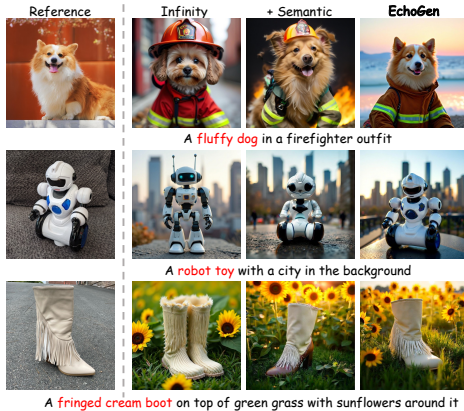 Reference Infinity + Semantic EchoGen
A fluffy dog in a firefighter outfit
A robot toy with a city in the background
A fringed cream boot on top of green grass with sunflowers around it